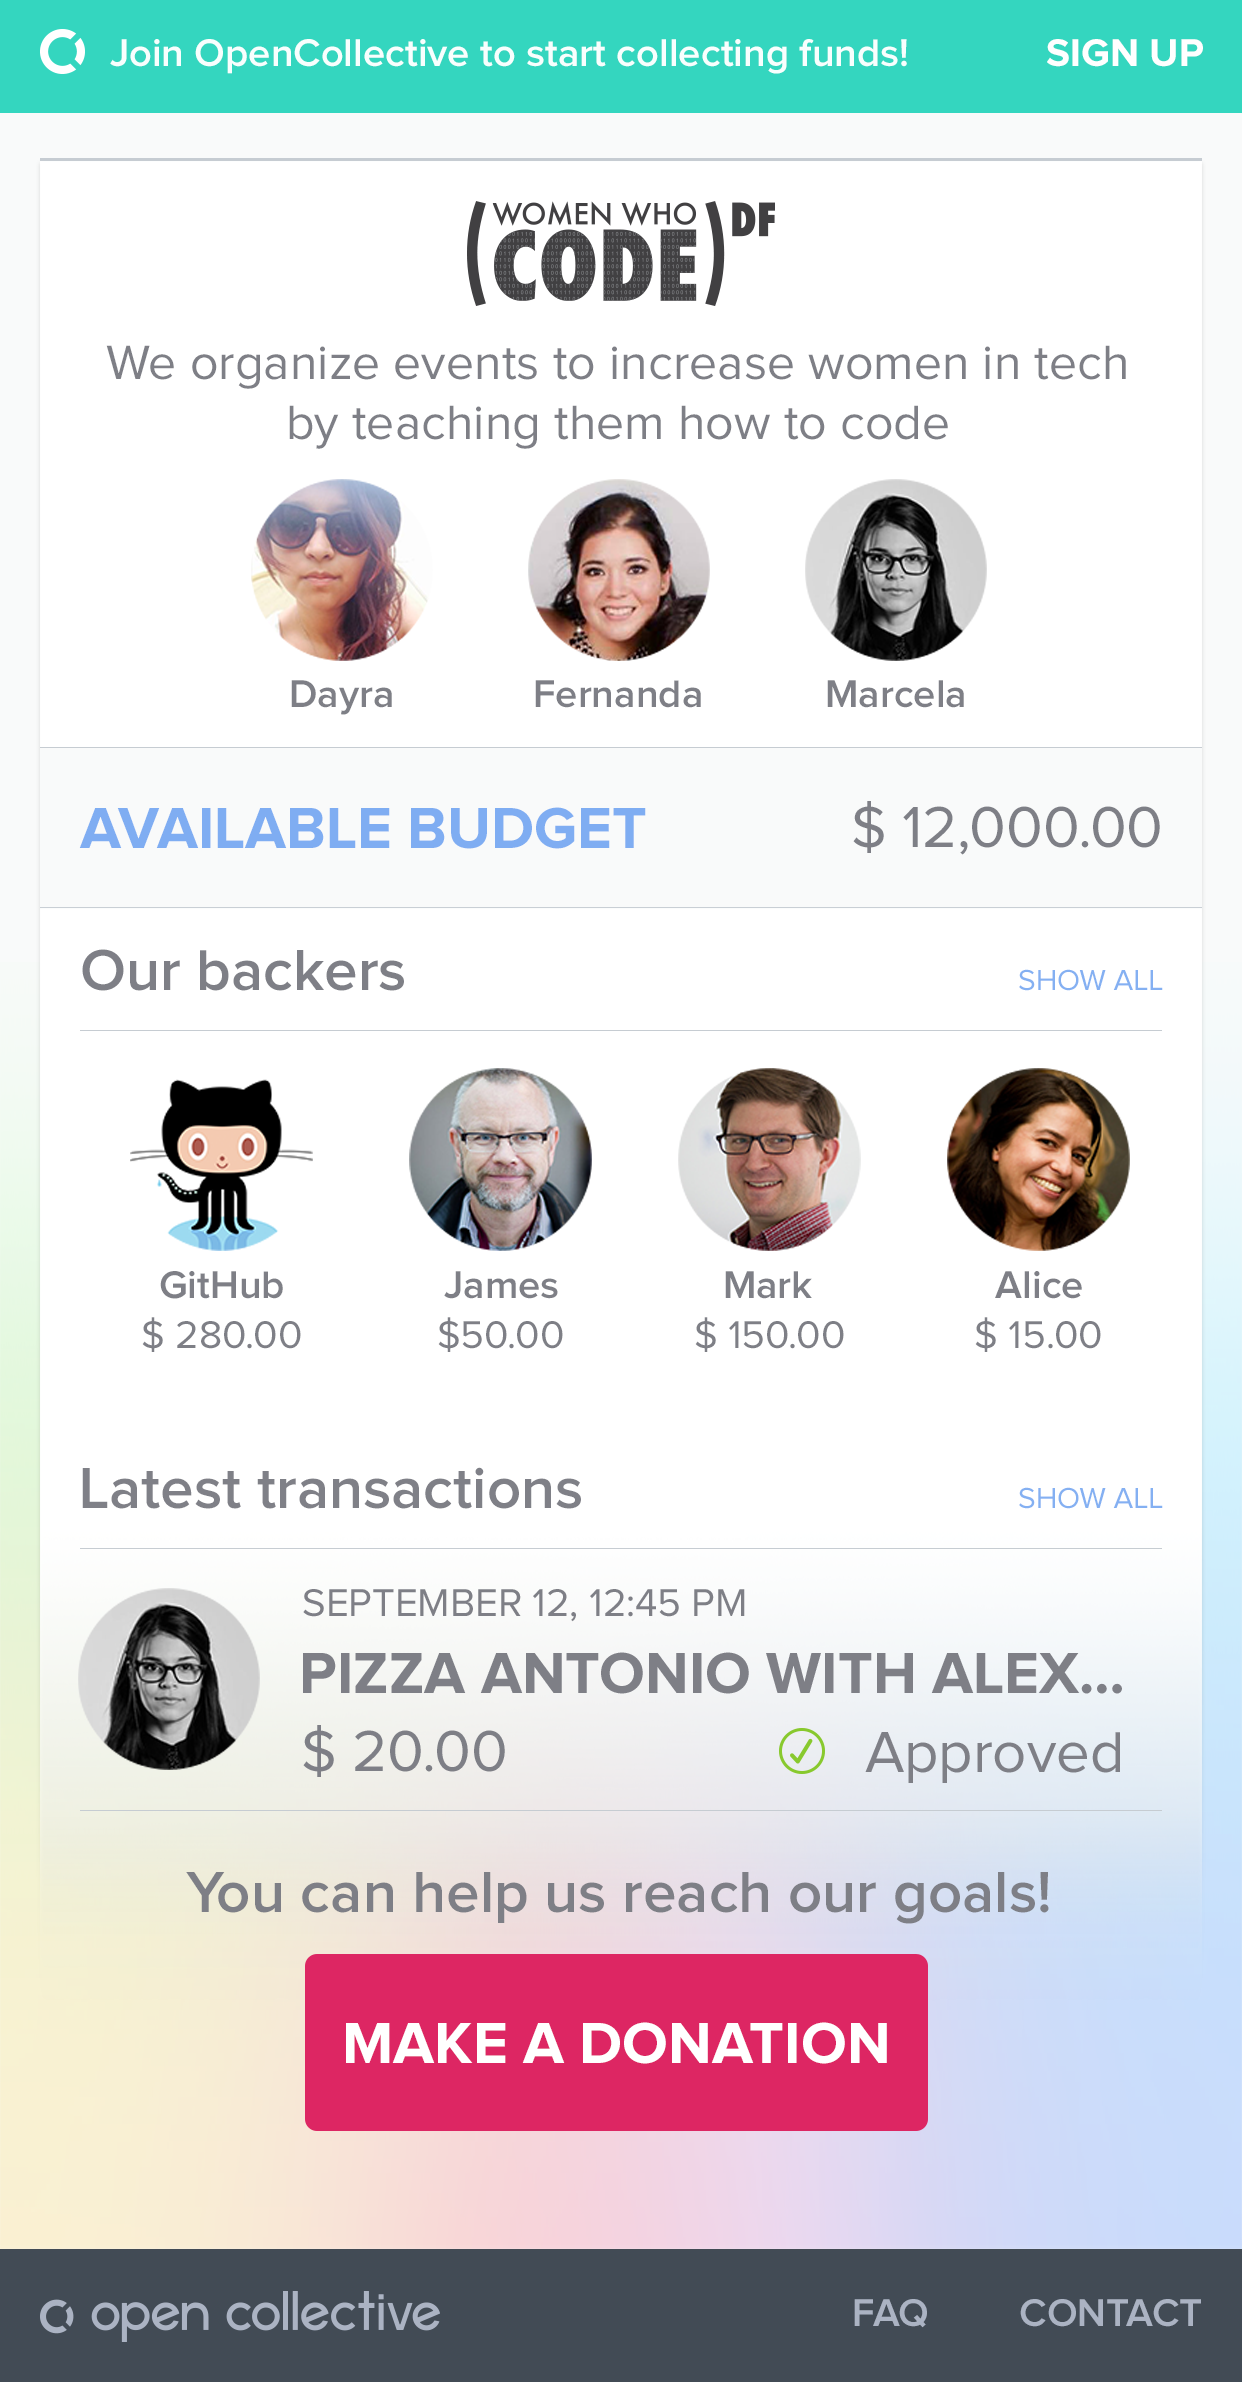 Join OpenCollective to start collecting funds!
SIGN UP
(WOMEN WHO CODE) DF
We organize events to increase women in tech
by teaching them how to code
Dayra
Fernanda
Marcela
AVAILABLE BUDGET
$ 12,000.00
Our backers
SHOW ALL
GitHub
James
Mark
Alice
$ 280.00
$50.00
$ 150.00
$ 15.00
Latest transactions
SHOW ALL
SEPTEMBER 12, 12:45 PM
PIZZA ANTONIO WITH ALEX...
$ 20.00
Approved
You can help us reach our goals!
MAKE A DONATION
open collective
FAQ
CONTACT